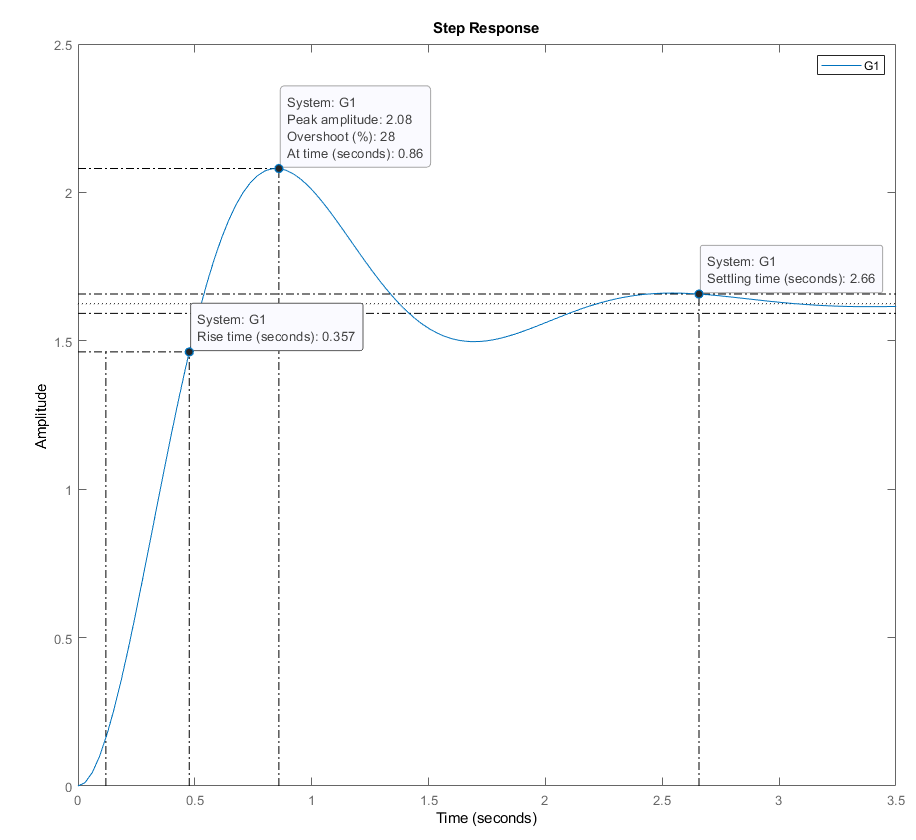 Step Response
2.5
G1
System: G1
Peak amplitude: 2.08
Overshoot (%): 28
At time (seconds): 0.86
2
System: G1
Settling time (seconds): 2.66
System: G1
Rise time (seconds): 0.357
1.5
Amplitude
1
0.5
0
0 0.5 1 1.5 2 2.5 3 3.5
Time (seconds)